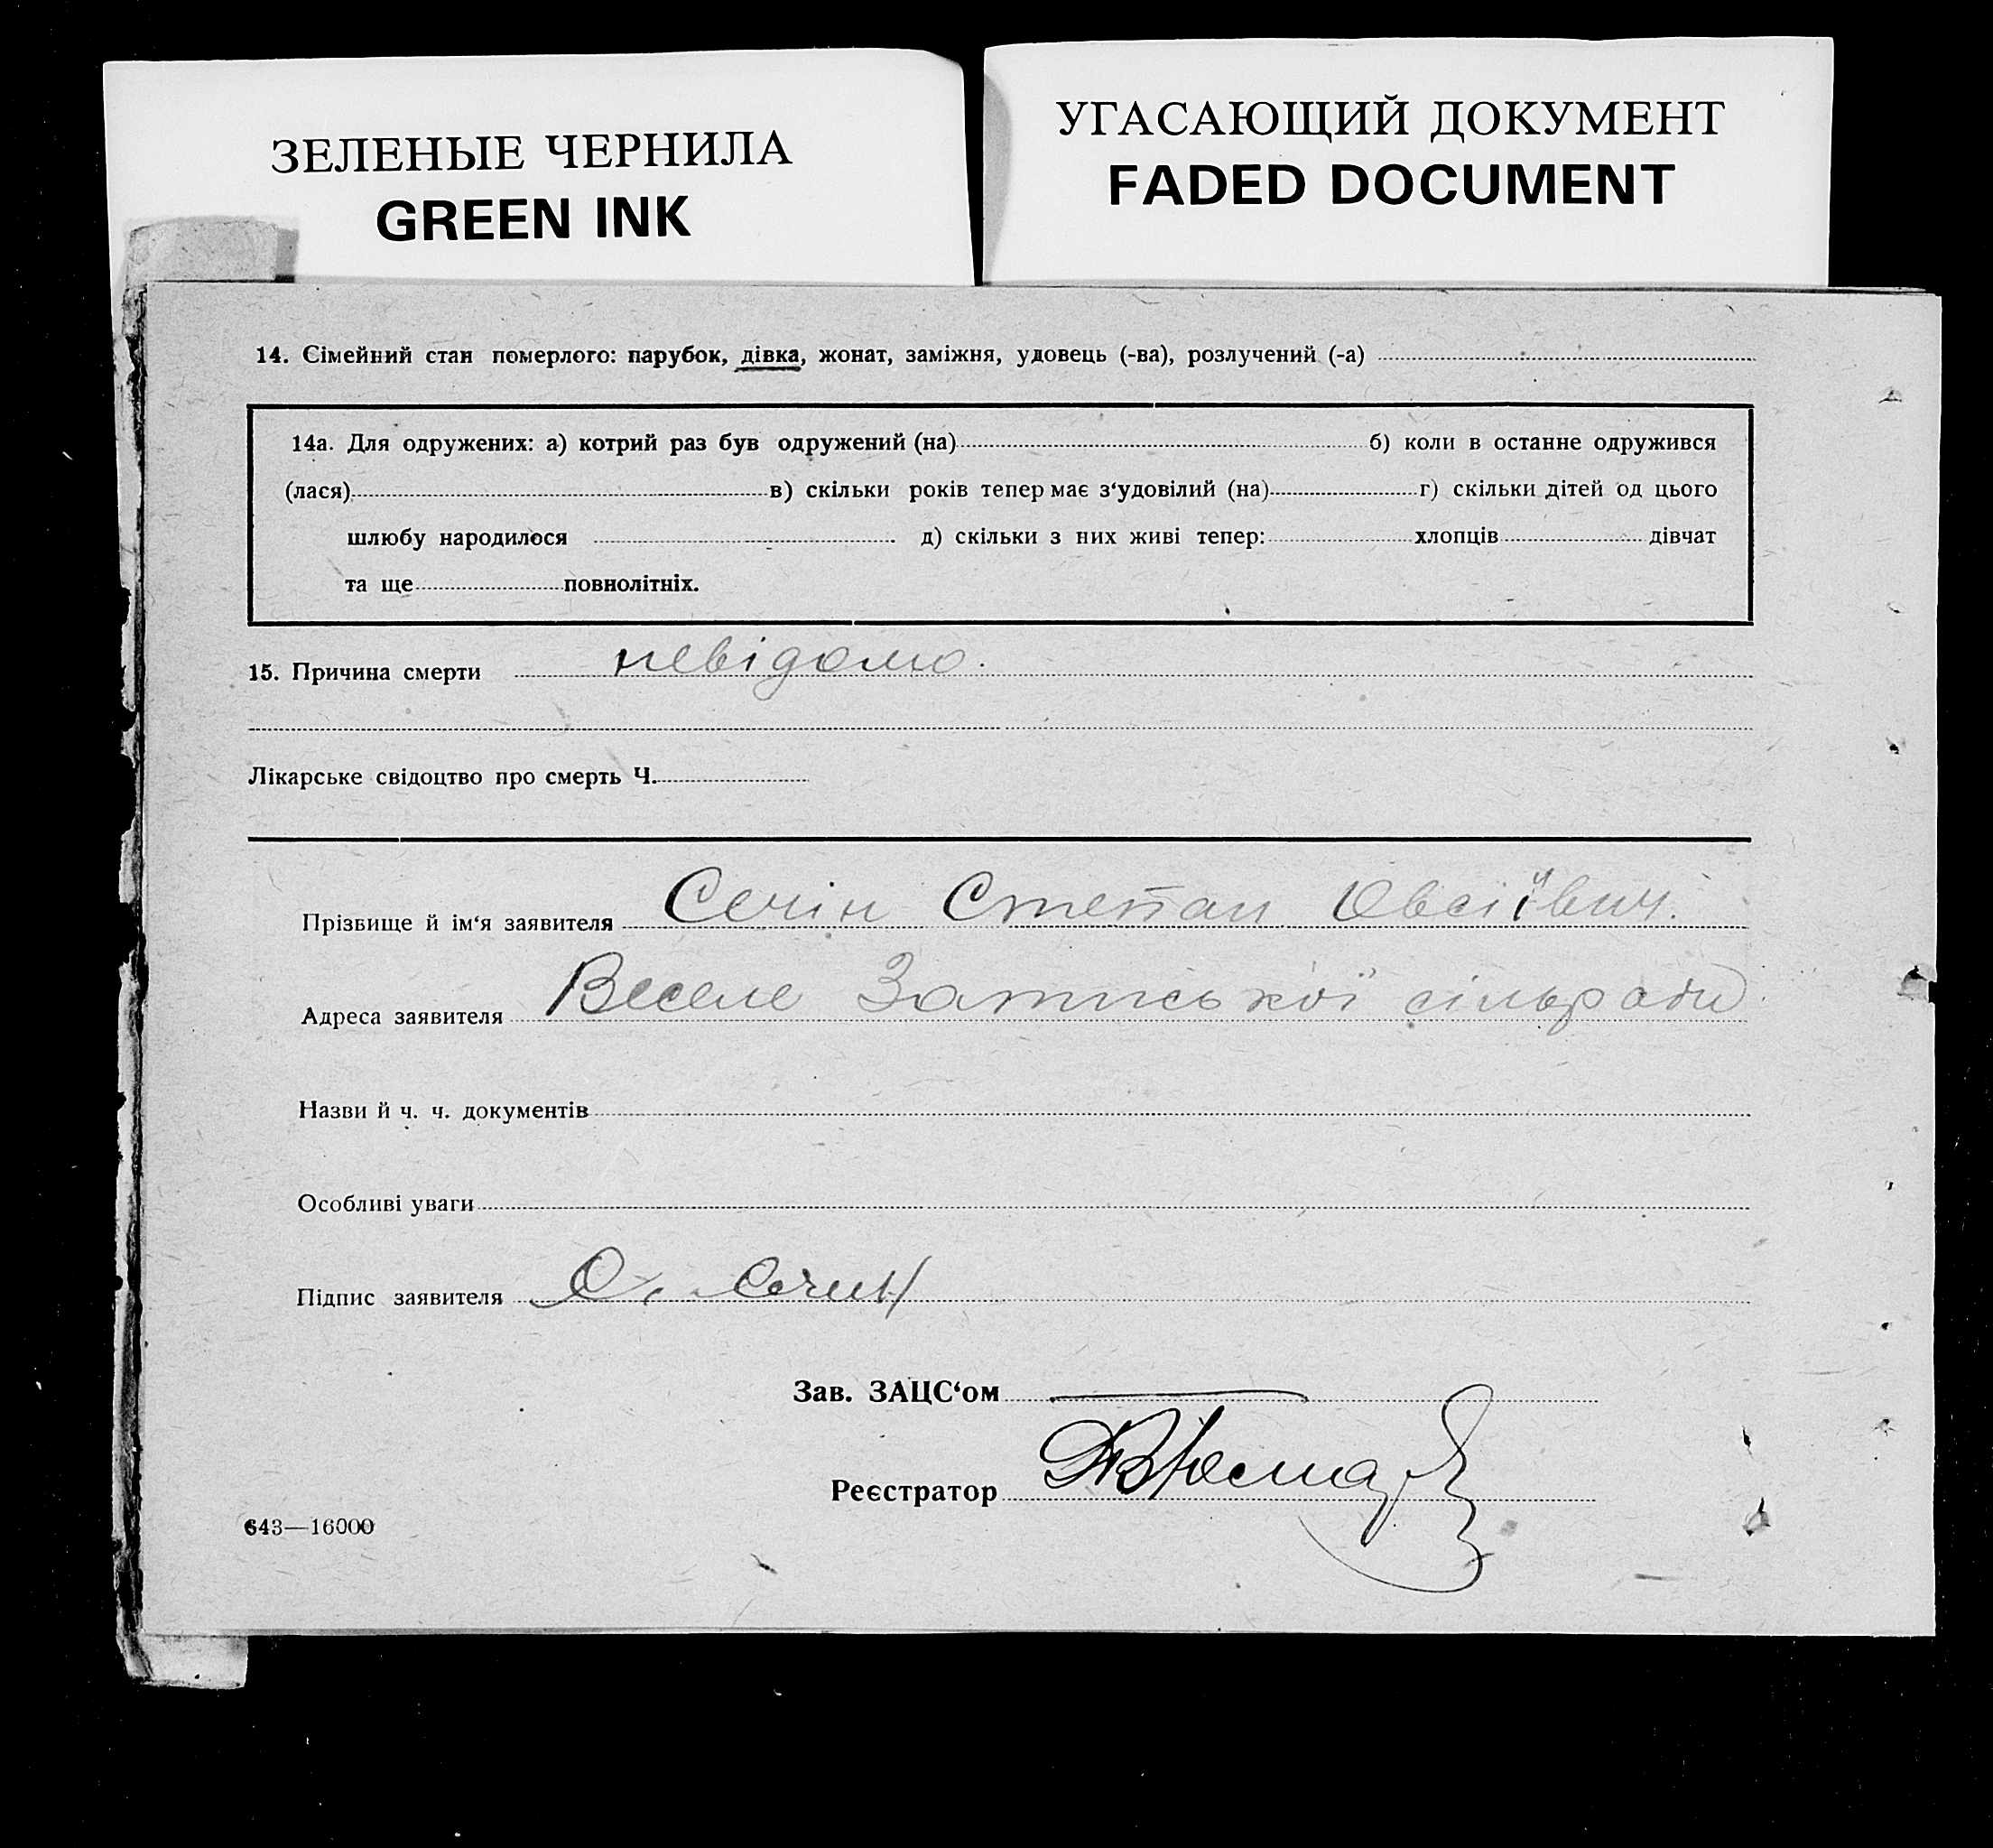 ЗЕЛЕНЫЕ ЧЕРНИЛА
GREEN INK
УГАСАЮЩИЙ ДОКУМЕНТ
FADED DOCUMENT
14. Сімейний стан померлого: парубок, дівка, жонат, заміжня, удовець (-ва), розлучений (-а)
14а. Для одружених: а) котрий раз був одружений (на) б) коли в останне одружився
(лася) в) скільки років тепер має з‘удовілий (на) г) скільки дітей од цього
шлюбу народилося д) скільки з них живі тепер: хлопців дівчат
та ще повнолітніх.
15. Причина смерти невідомо.
Лікарське свідоцтво про смерть Ч.
Прізвище й ім‘я заявителя Сечін Степан Овсіївич.
Адреса заявителя Веселе Затиської сільради
Назви й ч. ч. документів
Особливі уваги
Підпис заявителя С. Сечин
Зав. ЗАЦС‘ом
Реєстратор
643—16000